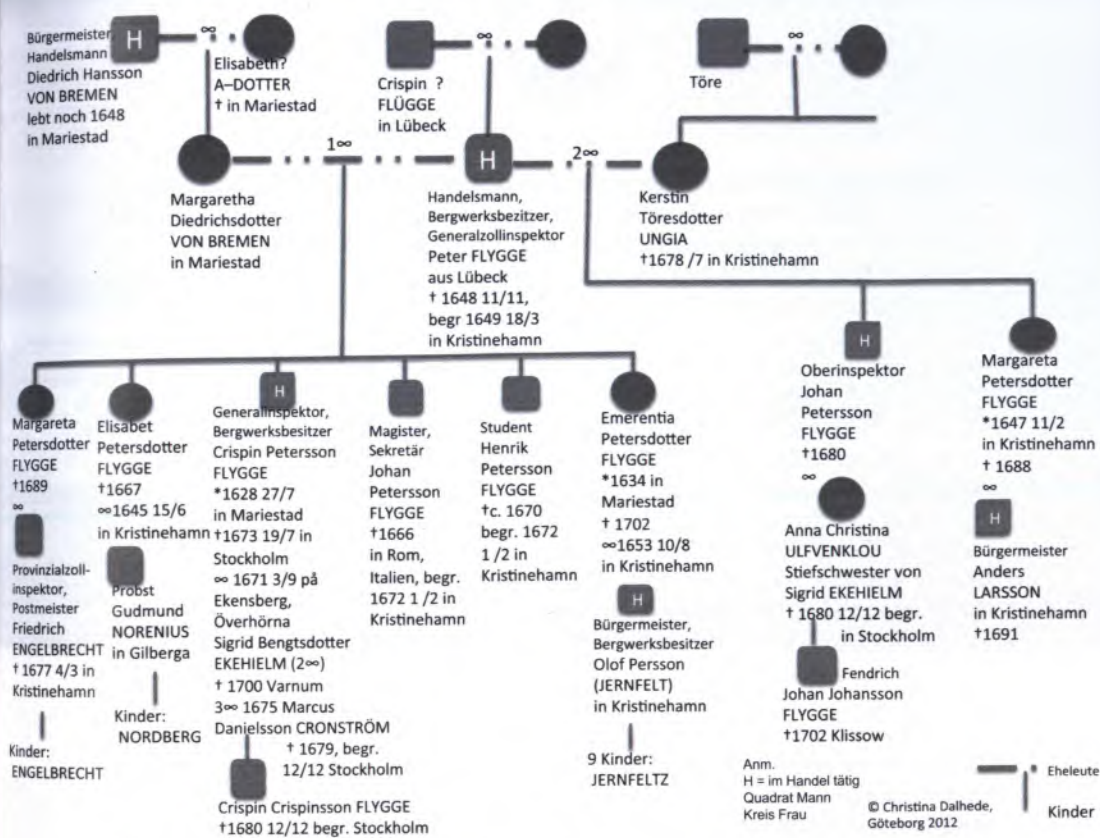 Bürgermeister,
Handelsmann
Diedrich Hansson
VON BREMEN
lebt noch 1648
in Mariestad
H
∞
Elisabeth?
A–DOTTER
† in Mariestad
Crispin ?
FLÜGGE
in Lübeck
∞
Töre
∞
Margaretha
Diedrichsdotter
VON BREMEN
in Mariestad
1∞
H
Handelsmann,
Bergwerksbezitzer,
Generalzollinspektor
Peter FLYGGE
aus Lübeck
† 1648 11/11,
begr 1649 18/3
in Kristinehamn
2∞
Kerstin
Töresdotter
UNGIA
†1678 /7 in Kristinehamn
Margareta
Petersdotter
FLYGGE
†1689
∞
Provinzialzoll-
inspektor,
Postmeister
Friedrich
ENGELBRECHT
†1677 4/3 in
Kristinehamn
Kinder:
ENGELBRECHT
Elisabet
Petersdotter
FLYGGE
†1667
∞1645 15/6
in Kristinehamn
Probst
Gudmund
NORENIUS
in Gilberga
Kinder:
NORDBERG
H
Generalinspektor,
Bergwerksbesitzer
Crispin Petersson
FLYGGE
*1628 27/7
in Mariestad
†1673 19/7 in
Stockholm
∞ 1671 3/9 på
Ekensberg,
Överhörna
Sigrid Bengtsdotter
EKEHIELM (2∞)
† 1700 Varnum
3∞ 1675 Marcus
Danielsson CRONSTRÖM
† 1679, begr.
12/12 Stockholm
Crispin Crispinsson FLYGGE
†1680 12/12 begr. Stockholm
Magister,
Sekretär
Johan
Petersson
FLYGGE
†1666
in Rom,
Italien, begr.
1672 1 /2 in
Kristinehamn
Student
Henrik
Petersson
FLYGGE
†c. 1670
begr. 1672
1 /2 in
Kristinehamn
Emerentia
Petersdotter
FLYGGE
*1634 in
Mariestad
† 1702
∞1653 10/8
in Kristinehamn
H
Bürgermeister,
Bergwerksbesitzer
Olof Persson
(JERNFELT)
in Kristinehamn
9 Kinder:
JERNFELTZ
H
Oberinspektor
Johan
Petersson
FLYGGE
†1680
∞
Anna Christina
ULFVENKLOU
Stiefschwester von
Sigrid EKEHIELM
† 1680 12/12 begr.
in Stockholm
Fendrich
Johan Johansson
FLYGGE
†1702 Klissow
Margareta
Petersdotter
FLYGGE
*1647 11/2
in Kristinehamn
† 1688
∞
H
Bürgermeister
Anders
LARSSON
in Kristinehamn
†1691
Anm.
H = im Handel tätig
Quadrat Mann
Kreis Frau
© Christina Dalhede,
Göteborg 2012
Eheleute
Kinder